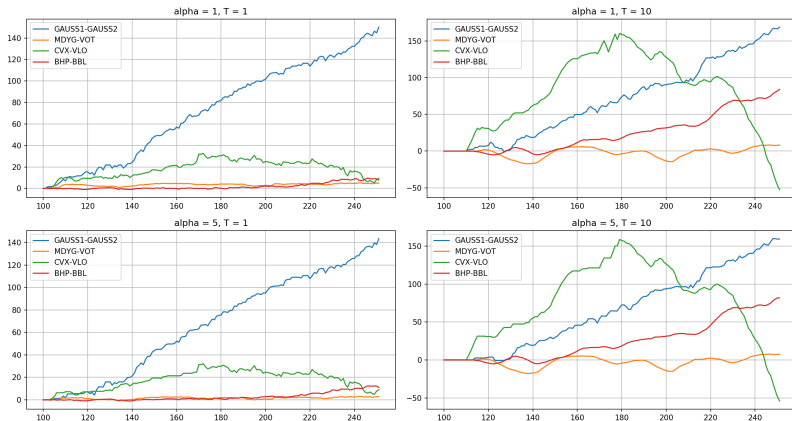 alpha = 1, T = 1
GAUSS1-GAUSS2
MDYG-VOT
CVX-VLO
BHP-BBL
140
120
100
80
60
40
20
0
100 120 140 160 180 200 220 240
alpha = 1, T = 10
GAUSS1-GAUSS2
MDYG-VOT
CVX-VLO
BHP-BBL
150
100
50
0
−50
100 120 140 160 180 200 220 240
alpha = 5, T = 1
GAUSS1-GAUSS2
MDYG-VOT
CVX-VLO
BHP-BBL
140
120
100
80
60
40
20
0
100 120 140 160 180 200 220 240
alpha = 5, T = 10
GAUSS1-GAUSS2
MDYG-VOT
CVX-VLO
BHP-BBL
150
100
50
0
−50
100 120 140 160 180 200 220 240